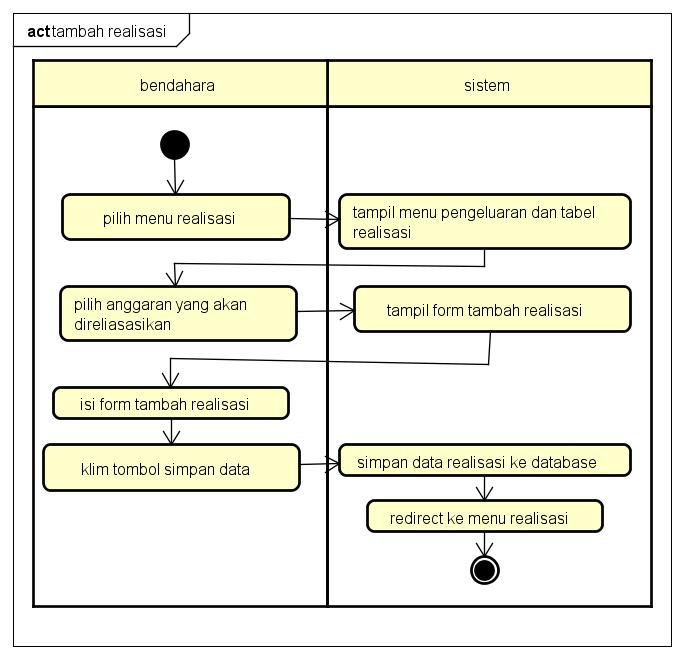 act tambah realisasi
bendahara
sistem
pilih menu realisasi
tampil menu pengeluaran dan tabel
realisasi
pilih anggaran yang akan
direliasasikan
tampil form tambah realisasi
isi form tambah realisasi
klim tombol simpan data
simpan data realisasi ke database
redirect ke menu realisasi